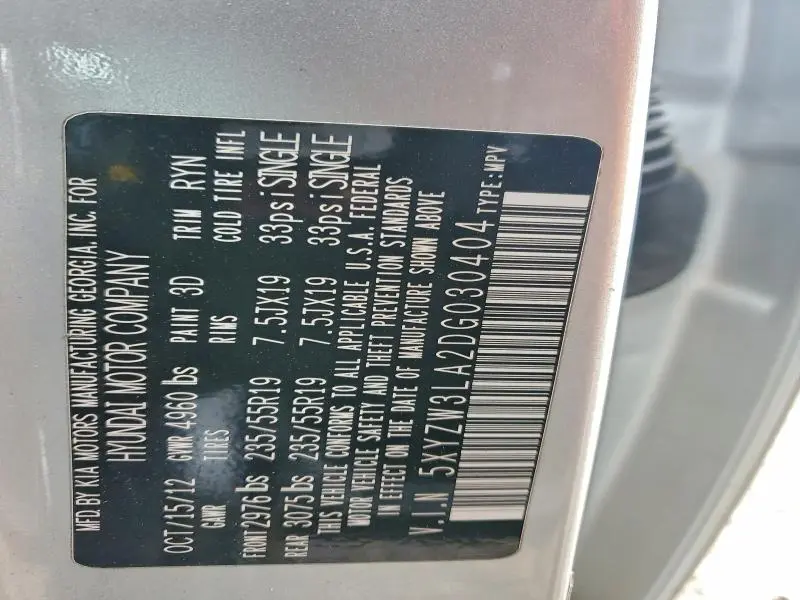 MFD. BY KIA MOTORS MANUFACTURING GEORGIA, INC. FOR
HYUNDAI MOTOR COMPANY
OCT/15/12 GVWR 4960 lbs PAINT 3D TRIM RYN
GAWR TIRES RIMS COLD TIRE INFL
FRONT 2976 lbs 235/55R19 7.5JX19 33psi SINGLE
REAR 3075 lbs 235/55R19 7.5JX19 33psi SINGLE
THIS VEHICLE CONFORMS TO ALL APPLICABLE U.S.A. FEDERAL
MOTOR VEHICLE SAFETY AND THEFT PREVENTION STANDARDS
IN EFFECT ON THE DATE OF MANUFACTURE SHOWN ABOVE
V.I.N 5XYZW3LA2DG030404 TYPE: MPV